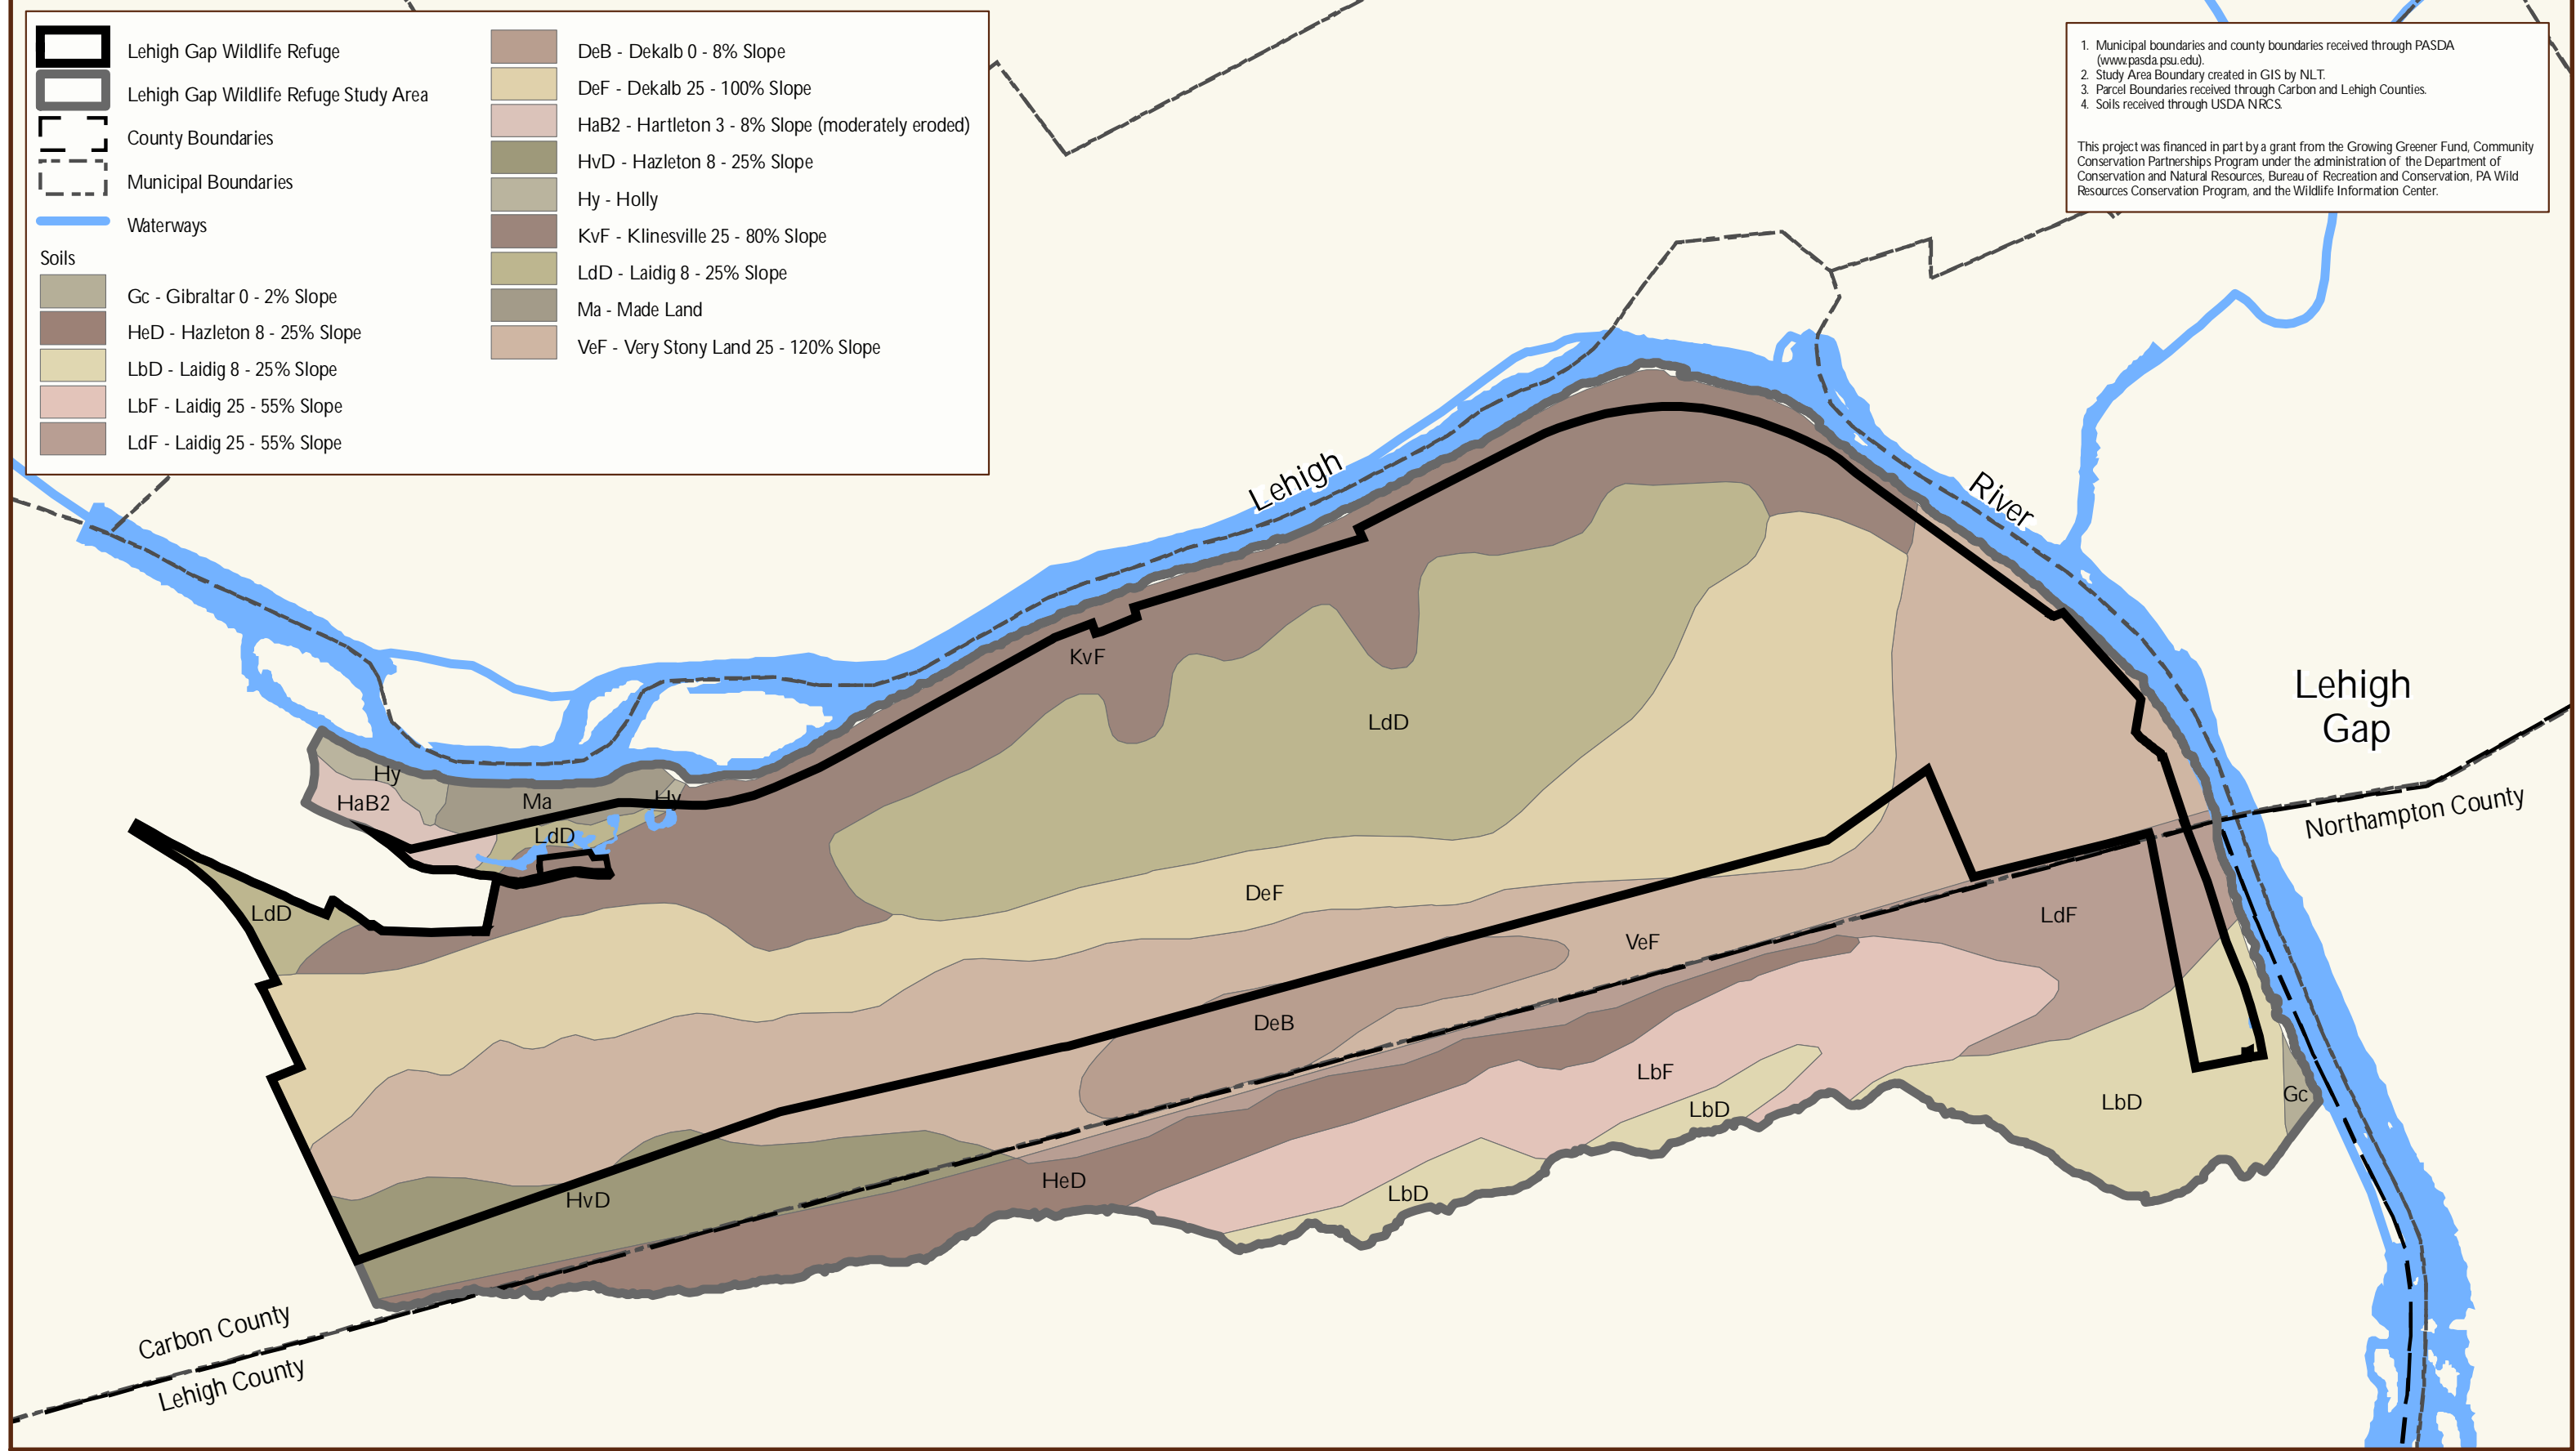 Lehigh Gap Wildlife Refuge
Lehigh Gap Wildlife Refuge Study Area
County Boundaries
Municipal Boundaries
Waterways
Soils
Gc - Gibraltar 0 - 2% Slope
HeD - Hazleton 8 - 25% Slope
LbD - Laidig 8 - 25% Slope
LbF - Laidig 25 - 55% Slope
LdF - Laidig 25 - 55% Slope
DeB - Dekalb 0 - 8% Slope
DeF - Dekalb 25 - 100% Slope
HaB2 - Hartleton 3 - 8% Slope (moderately eroded)
HvD - Hazleton 8 - 25% Slope
Hy - Holly
KvF - Klinesville 25 - 80% Slope
LdD - Laidig 8 - 25% Slope
Ma - Made Land
VeF - Very Stony Land 25 - 120% Slope
1. Municipal boundaries and county boundaries received through PASDA
(www.pasda.psu.edu).
2. Study Area Boundary created in GIS by NLT.
3. Parcel Boundaries received through Carbon and Lehigh Counties.
4. Soils received through USDA NRCS.
This project was financed in part by a grant from the Growing Greener Fund, Community
Conservation Partnerships Program under the administration of the Department of
Conservation and Natural Resources, Bureau of Recreation and Conservation, PA Wild
Resources Conservation Program, and the Wildlife Information Center.
Lehigh
River
KvF
Lehigh
Gap
LdD
Hy
HaB2
Ma
Hy
LdD
Northampton County
DeF
LdD
LdF
VeF
DeB
LbF
LbD
LbD
Gc
HeD
LbD
HvD
Carbon County
Lehigh County